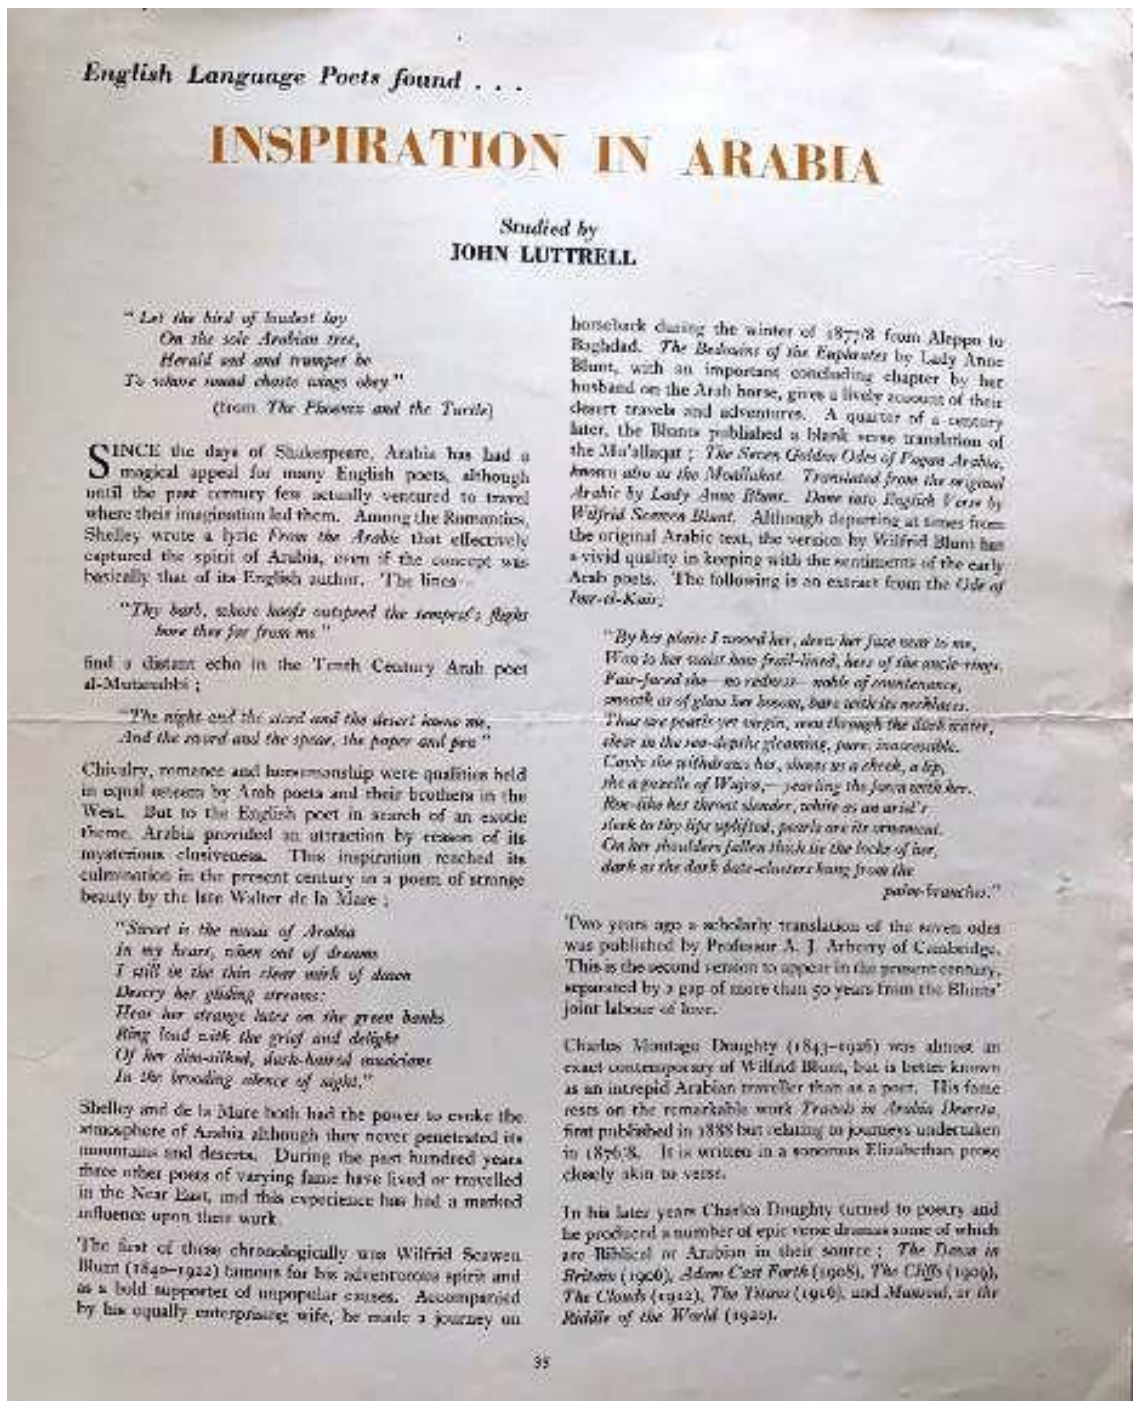 English Language Poets found . . .
INSPIRATION IN ARABIA
Studied by
JOHN LUTTRELL
“ Let the bird of loudest lay
On the sole Arabian tree,
Herald sad and trumpet be
To whose sound chaste wings obey ”
(from The Phoenix and the Turtle)
SINCE the days of Shakespeare, Arabia has had a
magical appeal for many English poets, although
until the past century few actually ventured to travel
where their imagination led them. Among the Romantics,
Shelley wrote a lyric From the Arabic that effectively
captured the spirit of Arabia, even if the concept was
basically that of its English author. The lines
“Thy barb, whose hoofs outspeed the tempest's flight
bore thee far from me ”
find a distant echo in the Tenth Century Arab poet
al-Mutanabbi ;
“The night and the steed and the desert know me,
And the sword and the spear, the paper and pen ”
Chivalry, romance and horsemanship were qualities held
in equal esteem by Arab poets and their brothers in the
West. But to the English poet in search of an exotic
theme, Arabia provided an attraction by reason of its
mysterious elusiveness. This inspiration reached its
culmination in the present century in a poem of strange
beauty by the late Walter de la Mare ;
“Sweet is the music of Arabia
In my heart, when out of dreams
I still in the thin clear mirk of dawn
Descry her gliding streams:
Hear her strange lutes on the green banks
Ring loud with the grief and delight
Of her dim-silked, dark-haired musicians
In the brooding silence of night.”
Shelley and de la Mare both had the power to evoke the
atmosphere of Arabia although they never penetrated its
mountains and deserts. During the past hundred years
three other poets of varying fame have lived or travelled
in the Near East, and this experience has had a marked
influence upon their work.
The first of these chronologically was Wilfrid Scawen
Blunt (1840–1922) famous for his adventurous spirit and
as a bold supporter of unpopular causes. Accompanied
by his equally enterprising wife, he made a journey on
horseback during the winter of 1877/8 from Aleppo to
Baghdad. The Bedouins of the Euphrates by Lady Anne
Blunt, with an important concluding chapter by her
husband on the Arab horse, gives a lively account of their
desert travels and adventures. A quarter of a century
later, the Blunts published a blank verse translation of
the Mu'allaqat ; The Seven Golden Odes of Pagan Arabia,
known also as the Moallakat. Translated from the original
Arabic by Lady Anne Blunt. Done into English Verse by
Wilfrid Scawen Blunt. Although departing at times from
the original Arabic text, the version by Wilfrid Blunt has
a vivid quality in keeping with the sentiments of the early
Arab poets. The following is an extract from the Ode of
Imr-el-Kais;
“By her plaits I wooed her, drew her face near to me,
Won to her waist how frail-lined, hers of the ancle-rings.
Fair-faced she—no redness—noble of countenance,
smooth as of glass her bosom, bare with its necklaces.
Thus are pearls yet virgin, seen through the dark water,
clear in the sea-depths gleaming, pure, inaccessible.
Coyly she withdraws her, shows us a cheek, a lip,
she a gazelle of Wujra,— yearling the fawn with her.
Roe-like her throat slender, white as an ariel's
sleek to thy lips uplifted, pearls are its ornament.
On her shoulders fallen thick lie the locks of her,
dark as the dark date-clusters hung from the
palm-branches.”
Two years ago a scholarly translation of the seven odes
was published by Professor A. J. Arberry of Cambridge.
This is the second version to appear in the present century,
separated by a gap of more than 50 years from the Blunts'
joint labour of love.
Charles Montagu Doughty (1843–1926) was almost an
exact contemporary of Wilfrid Blunt, but is better known
as an intrepid Arabian traveller than as a poet. His fame
rests on the remarkable work Travels in Arabia Deserta,
first published in 1888 but relating to journeys undertaken
in 1876/8. It is written in a sonorous Elizabethan prose
closely akin to verse.
In his later years Charles Doughty turned to poetry and
he produced a number of epic verse dramas some of which
are Biblical or Arabian in their source ; The Dawn in
Britain (1906), Adam Cast Forth (1908), The Cliffs (1909),
The Clouds (1912), The Titans (1916), and Mansoul, or the
Riddle of the World (1920).